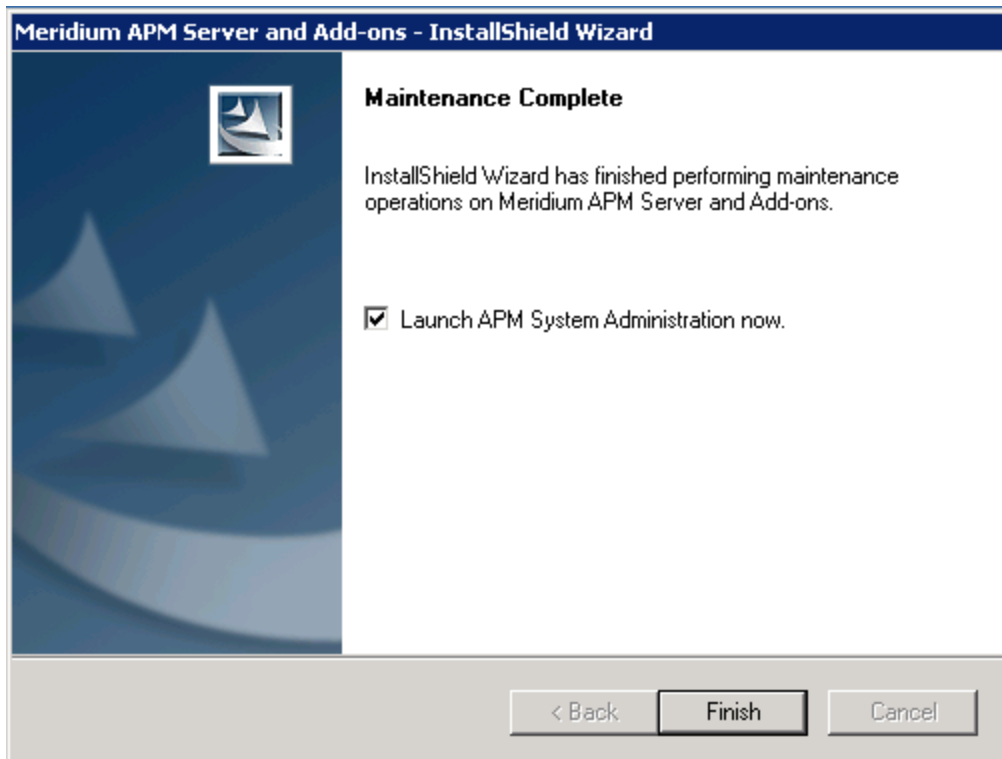 Meridium APM Server and Add-ons - InstallShield Wizard
Maintenance Complete
InstallShield Wizard has finished performing maintenance
operations on Meridium APM Server and Add-ons.
Launch APM System Administration now.
< Back
Finish
Cancel